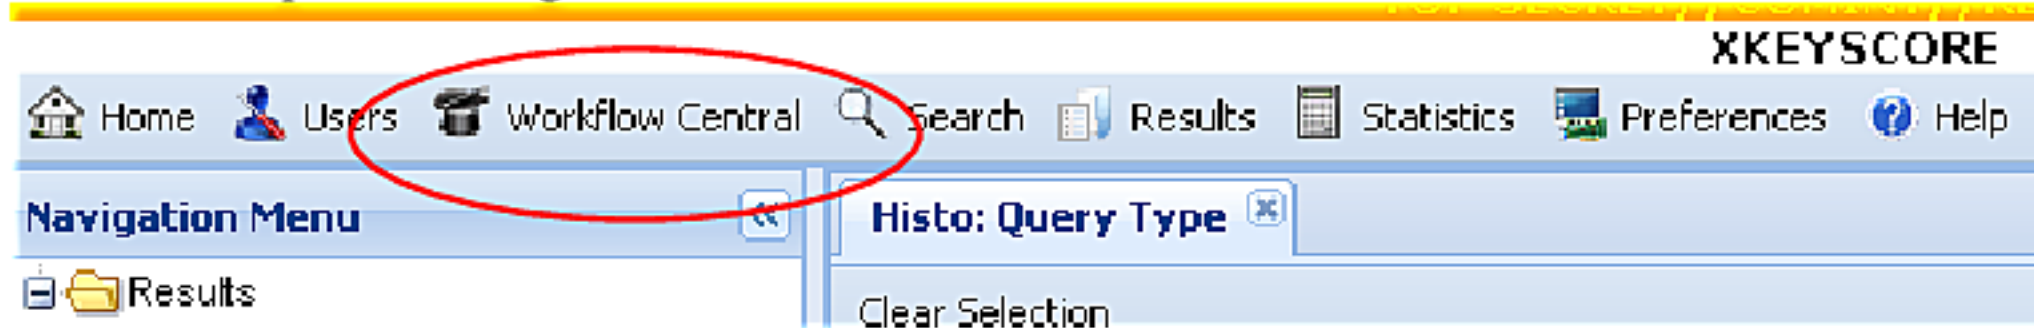 XKEYSCORE
Home Users Workflow Central Search Results Statistics Preferences Help
Navigation Menu
Histo: Query Type
Results
Clear Selection